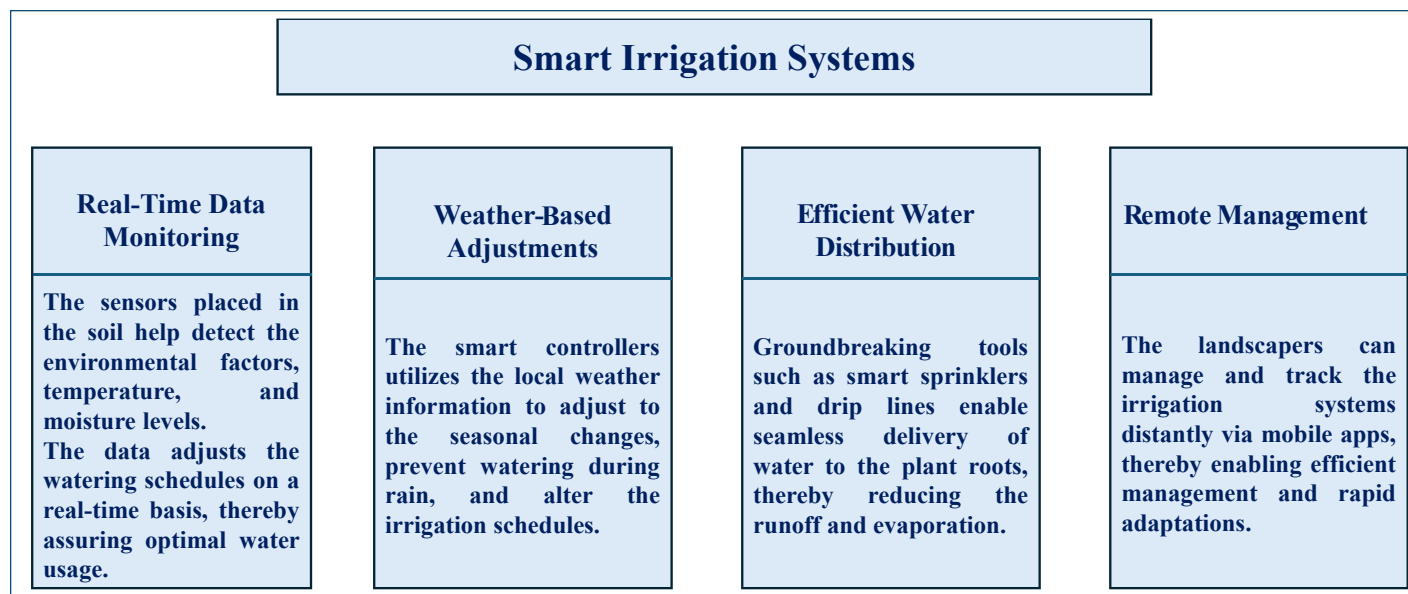 Smart Irrigation Systems
Real-Time Data
Monitoring
The sensors placed in
the soil help detect the
environmental factors,
temperature, and
moisture levels.
The data adjusts the
watering schedules on a
real-time basis, thereby
assuring optimal water
usage.
Weather-Based
Adjustments
The smart controllers
utilizes the local weather
information to adjust to
the seasonal changes,
prevent watering during
rain, and alter the
irrigation schedules.
Efficient Water
Distribution
Groundbreaking tools
such as smart sprinklers
and drip lines enable
seamless delivery of
water to the plant roots,
thereby reducing the
runoff and evaporation.
Remote Management
The landscapers can
manage and track the
irrigation systems
distantly via mobile apps,
thereby enabling efficient
management and rapid
adaptations.